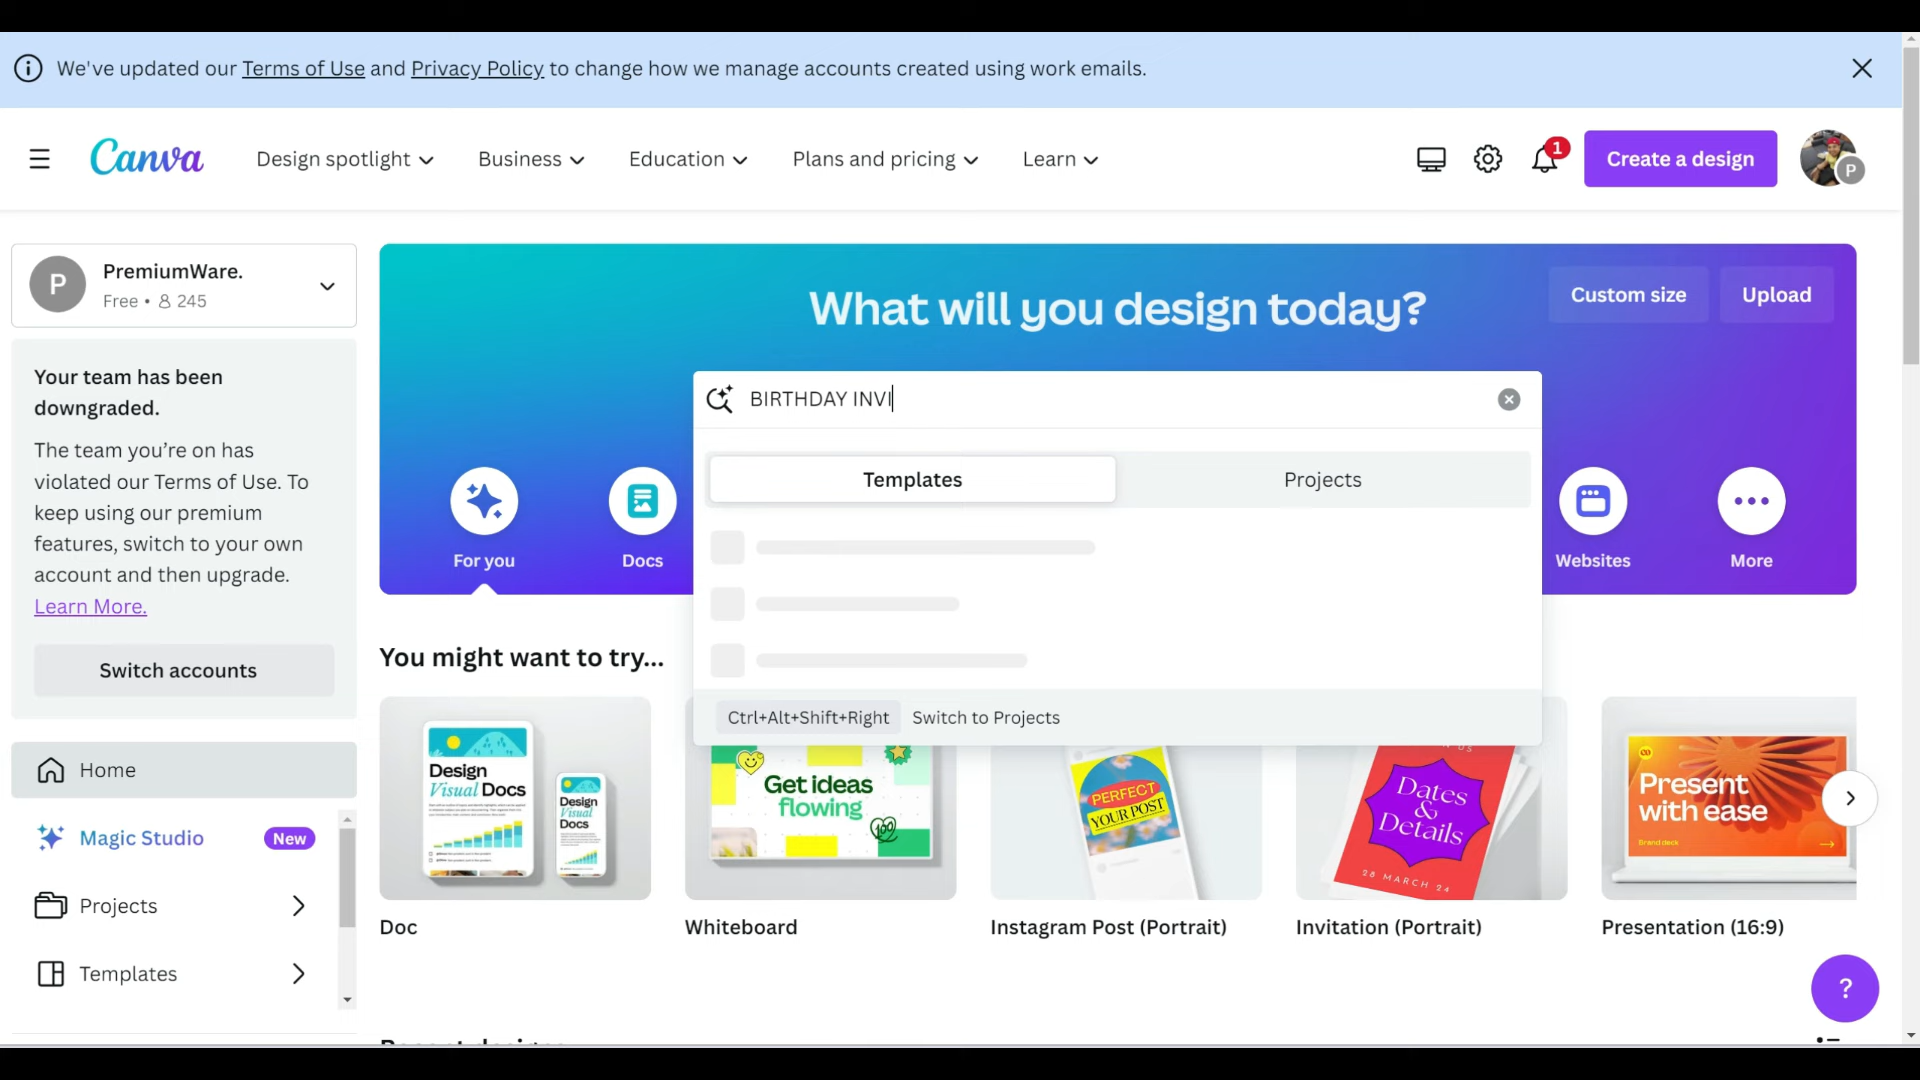 We've updated our Terms of Use and Privacy Policy to change how we manage accounts created using work emails.
Canva
Design spotlight
Business
Education
Plans and pricing
Learn
1
Create a design
P
P
PremiumWare.
Free • 245
Your team has been
downgraded.
The team you’re on has
violated our Terms of Use. To
keep using our premium
features, switch to your own
account and then upgrade.
Learn More.
Switch accounts
Home
Magic Studio
New
Projects
Templates
What will you design today?
Custom size
Upload
BIRTHDAY INVI
Templates
Projects
Ctrl+Alt+Shift+Right
Switch to Projects
For you
Docs
Websites
More
You might want to try...
Design
Visual Docs
Design
Visual
Docs
Doc
Get ideas
flowing
100
Whiteboard
PERFECT
YOUR POST
Instagram Post (Portrait)
Dates
&
Details
28 MARCH 24
Invitation (Portrait)
Present
with ease
Brand deck
Presentation (16:9)
?